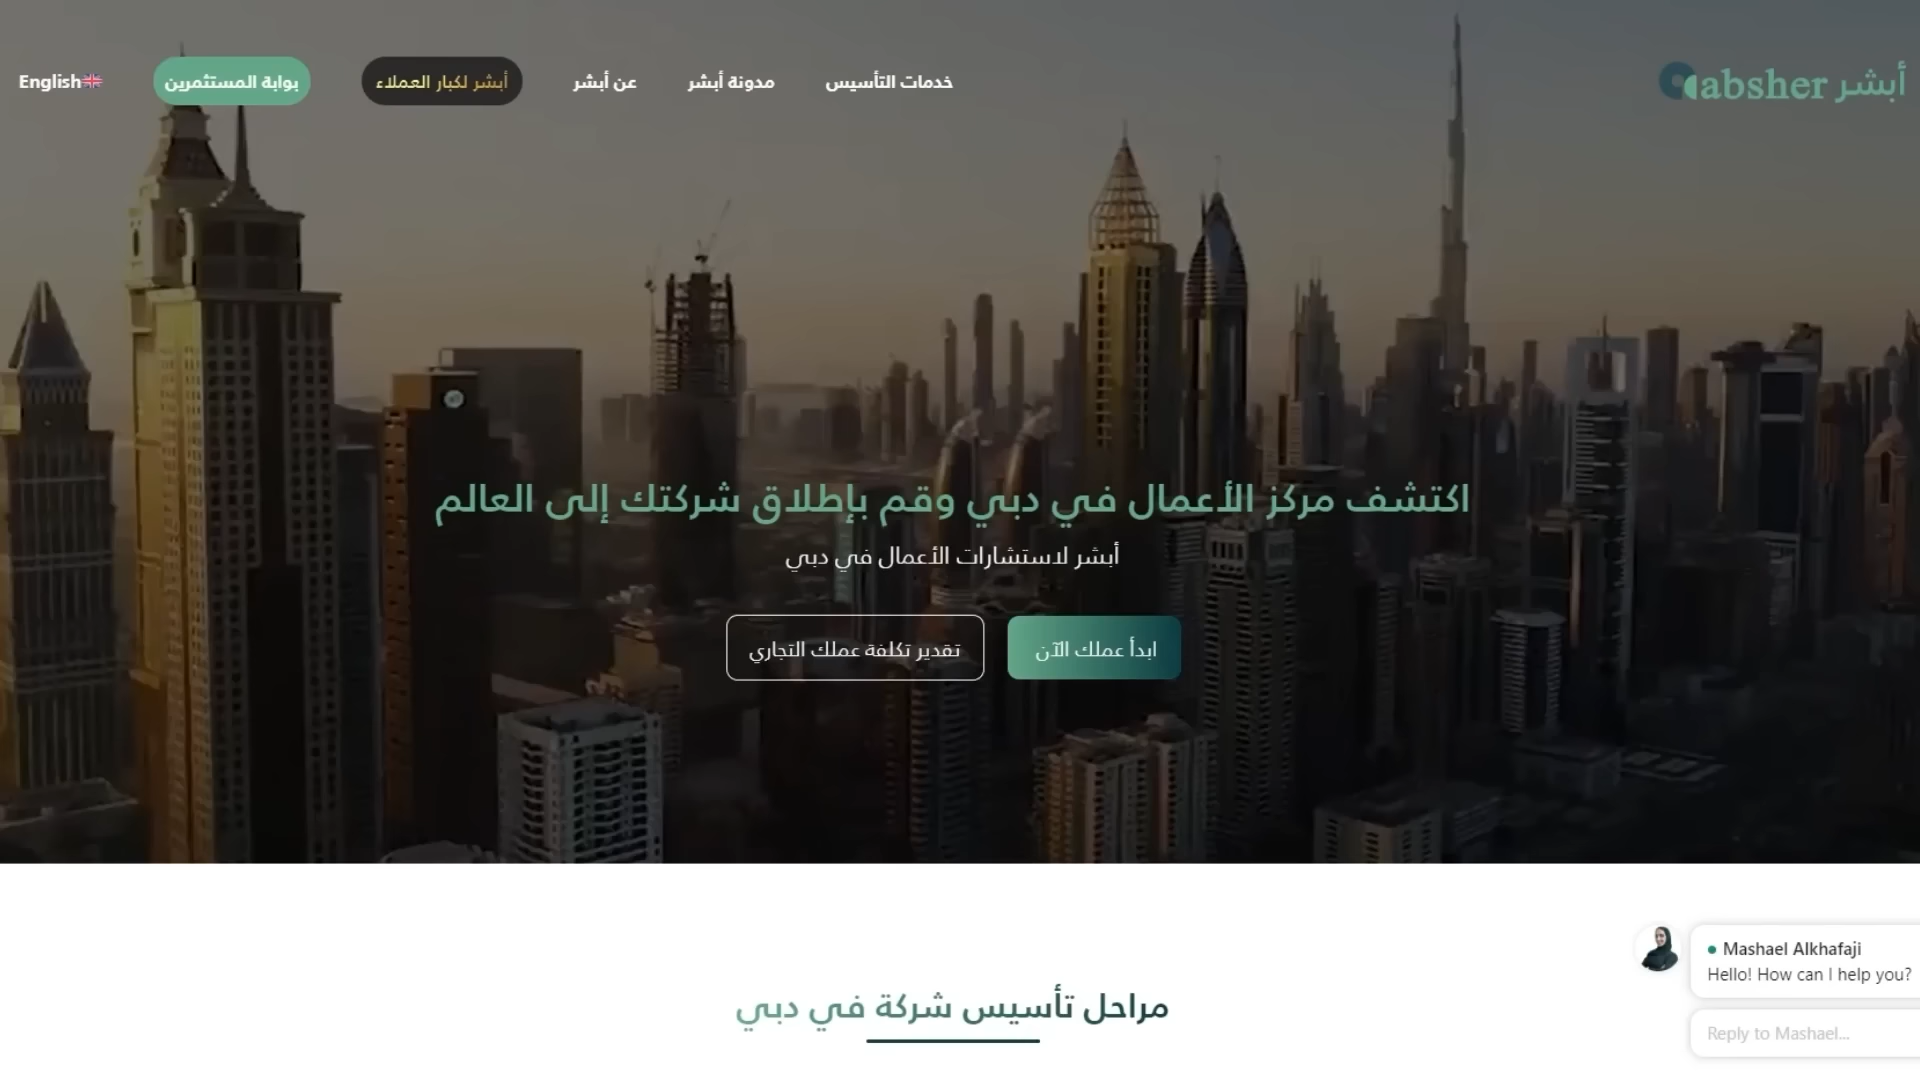 أبشر absher
خدمات التأسيس
مدونة أبشر
عن أبشر
أبشر لكبار العملاء
بوابة المستثمرين
English
اكتشف مركز الأعمال في دبي وقم بإطلاق شركتك إلى العالم
أبشر لاستشارات الأعمال في دبي
ابدأ عملك الآن
تقدير تكلفة عملك التجاري
مراحل تأسيس شركة في دبي
Mashael Alkhafaji
Hello! How can I help you?
Reply to Mashael...